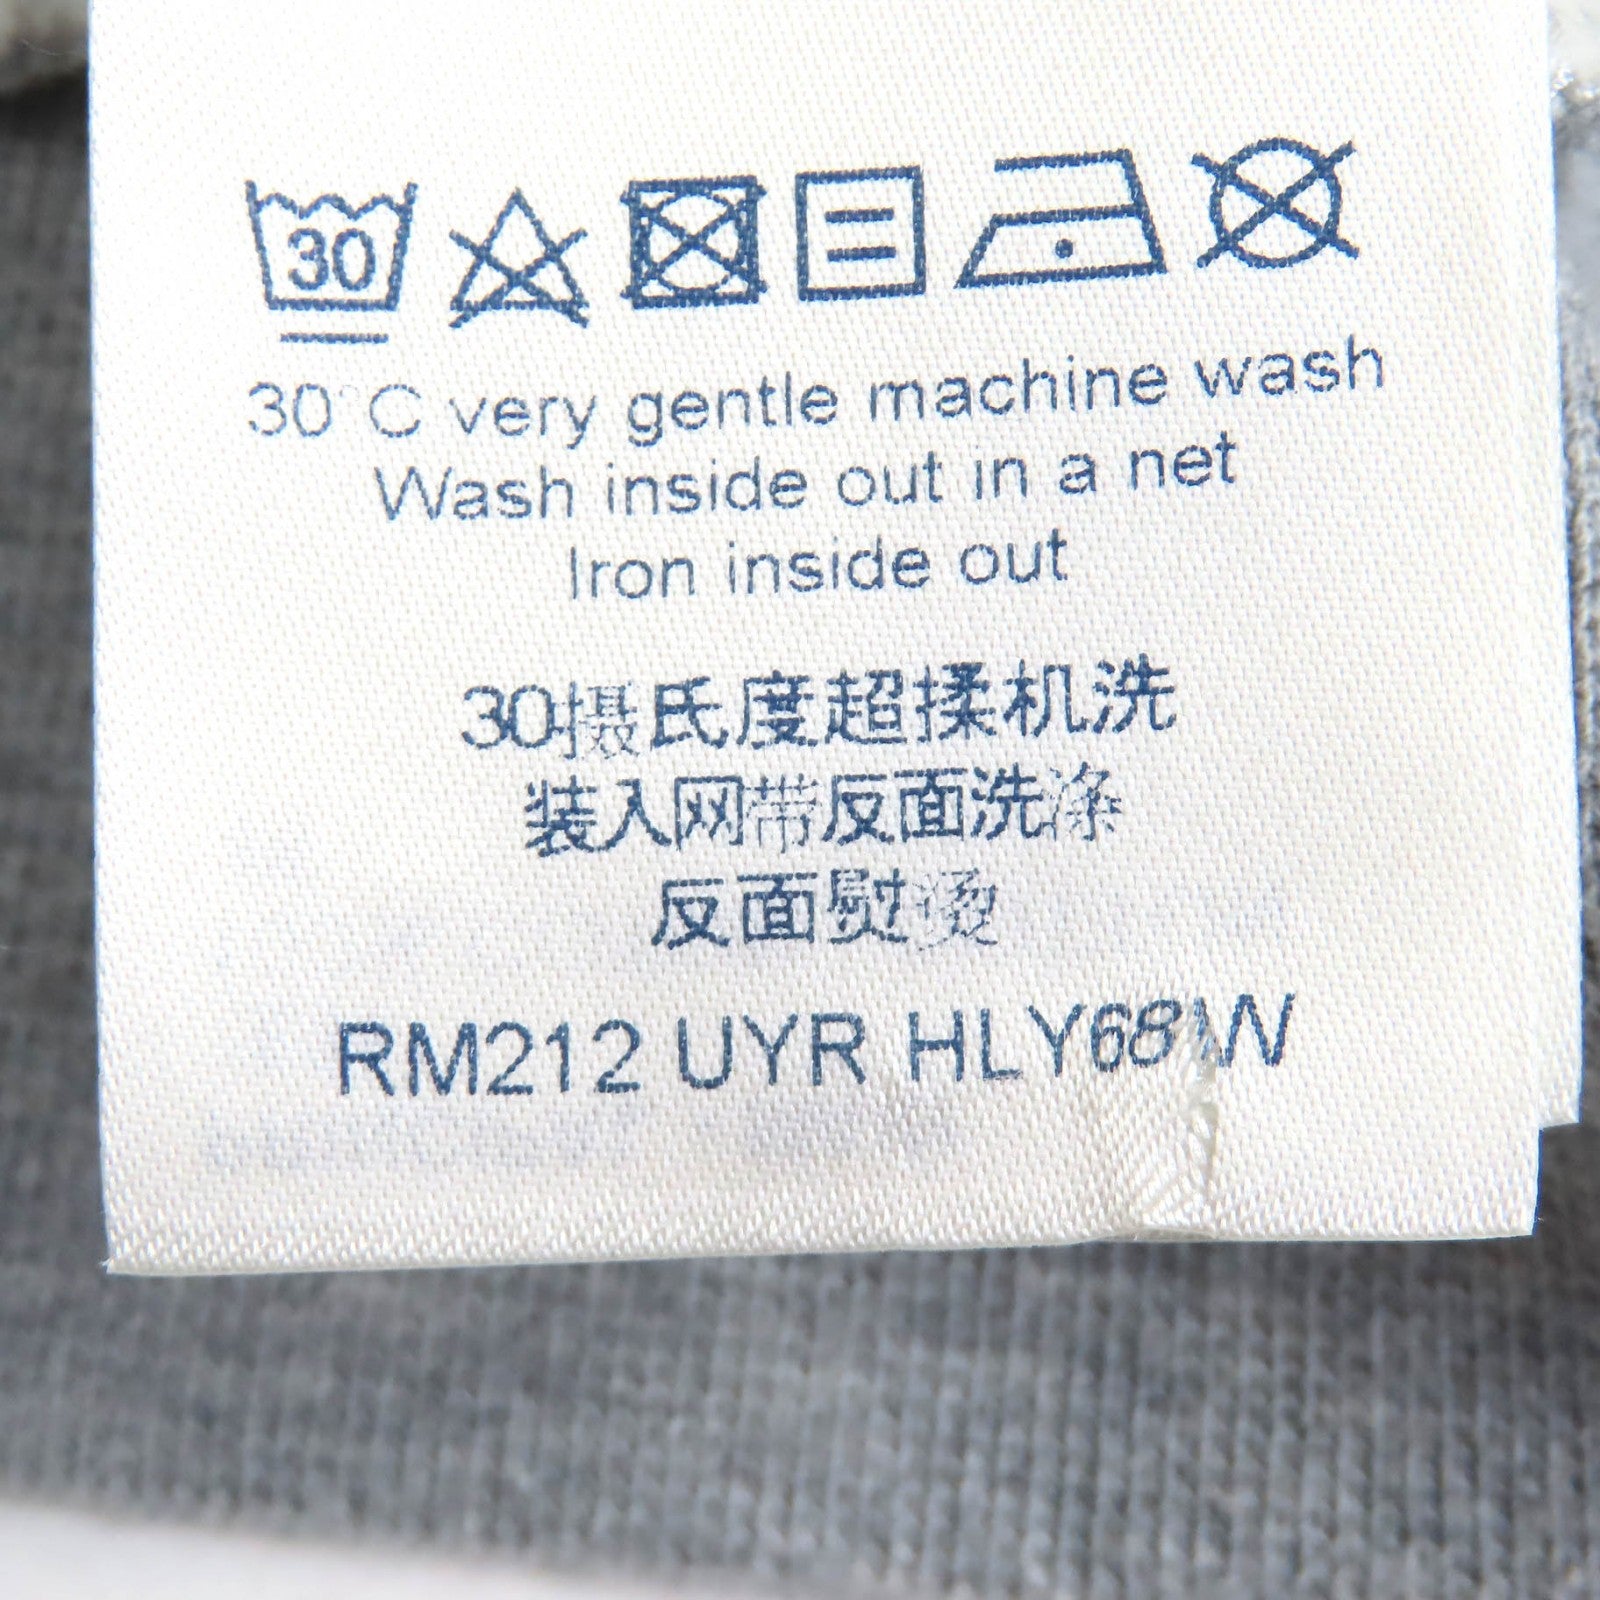 30
30°C very gentle machine wash
Wash inside out in a net
Iron inside out
30摄氏度超揉机洗
装入网带反面洗涤
反面熨烫
RM212 UYR HLY68W